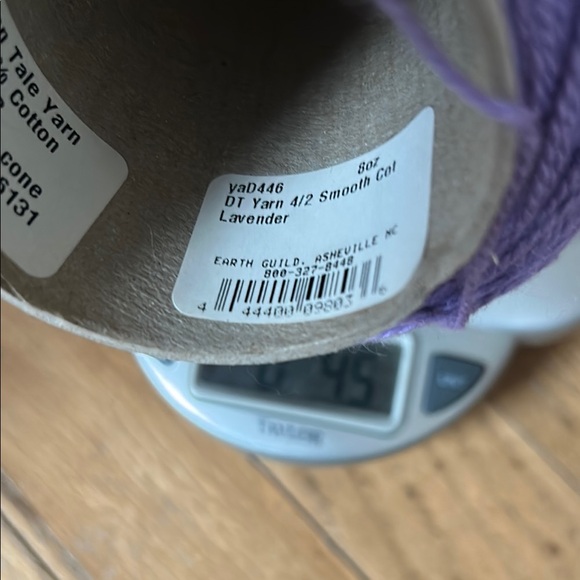 n Tale Yarn
% Cotton
cone
6131
8oz
yaD446
DT Yarn 4/2 Smooth Cot
Lavender
EARTH GUILD, ASHEVILLE NC
800-327-8448
4 44400 09803 6